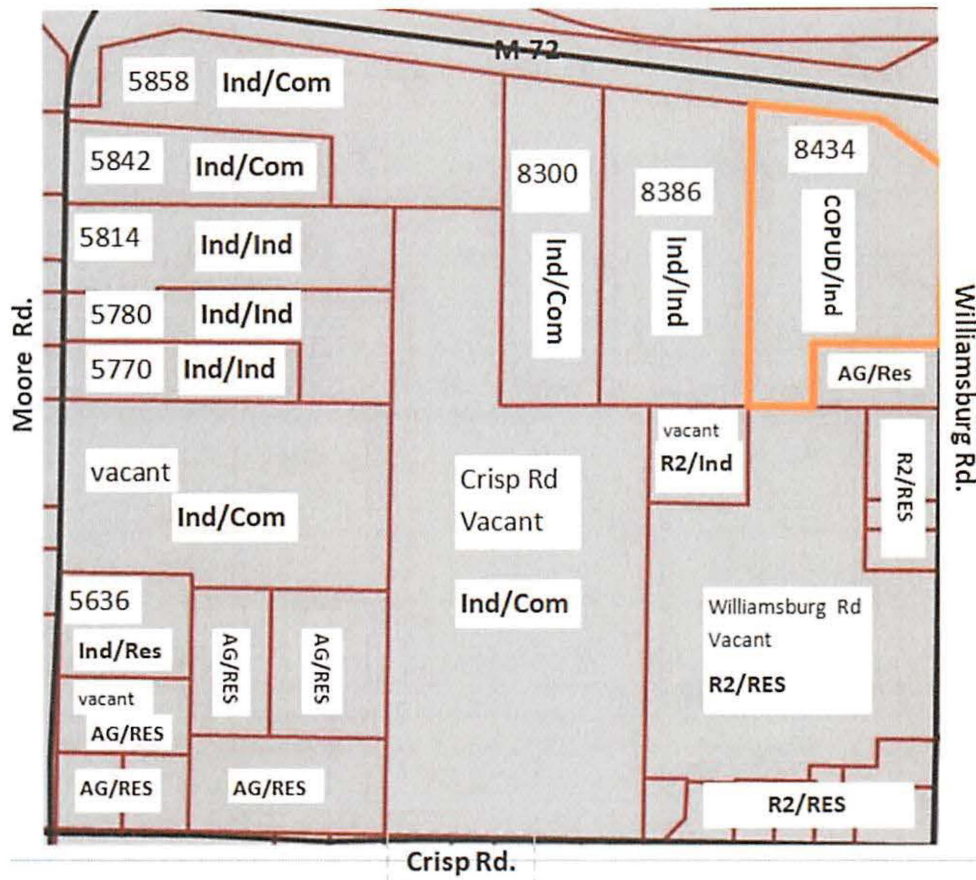 M-72
5858 Ind/Com
5842 Ind/Com
5814 Ind/Ind
5780 Ind/Ind
5770 Ind/Ind
8300
Ind/Com
8386
Ind/Ind
8434
COPUD/Ind
AG/Res
Moore Rd.
Williamsburg Rd.
vacant
Ind/Com
Crisp Rd
Vacant
Ind/Com
vacant
R2/Ind
R2/RES
Williamsburg Rd
Vacant
R2/RES
5636
Ind/Res
AG/RES
AG/RES
vacant
AG/RES
AG/RES
AG/RES
R2/RES
Crisp Rd.